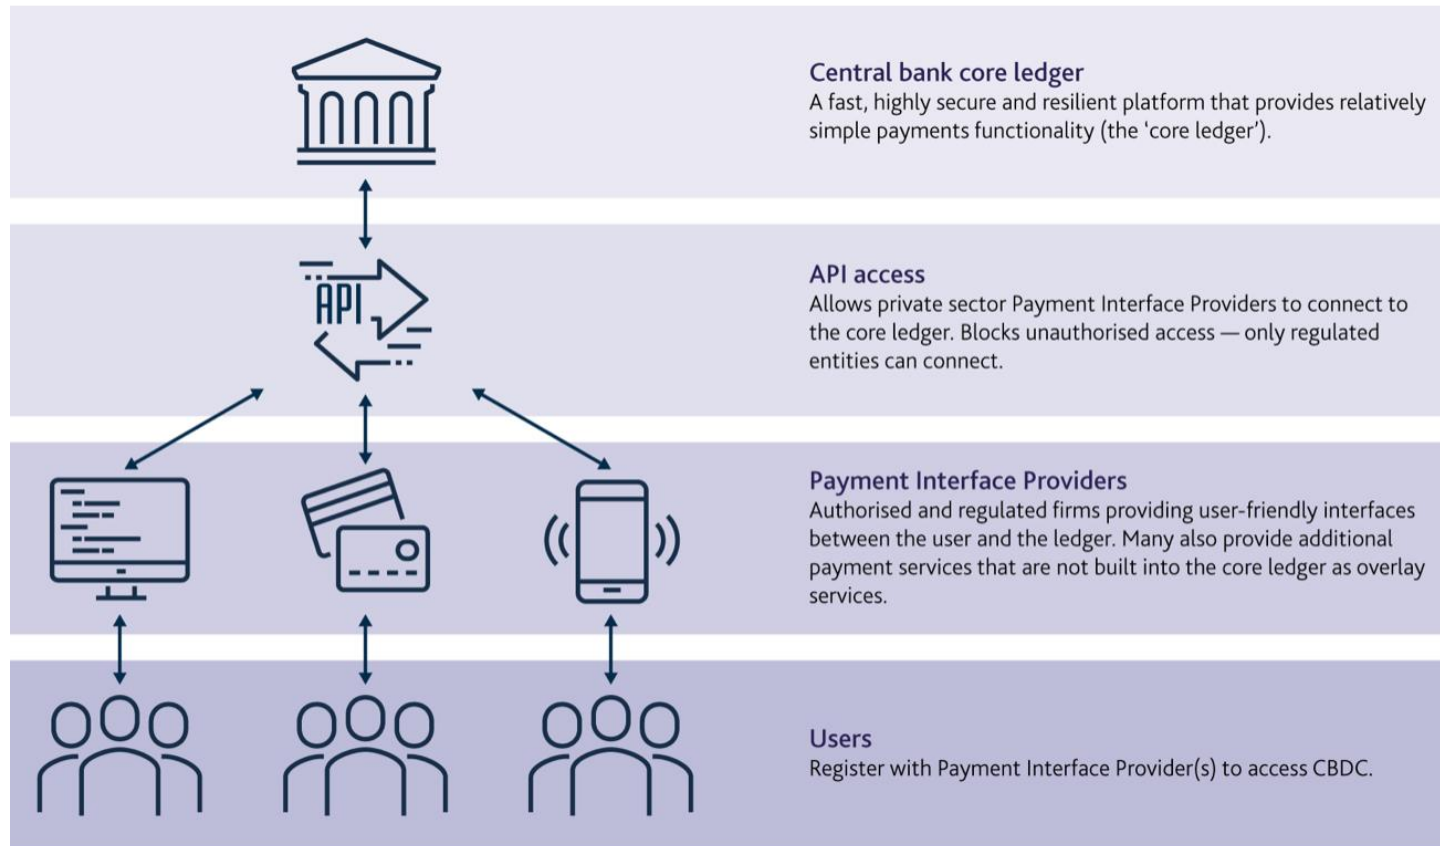 Central bank core ledger
A fast, highly secure and resilient platform that provides relatively
simple payments functionality (the ‘core ledger’).
API
API access
Allows private sector Payment Interface Providers to connect to
the core ledger. Blocks unauthorised access — only regulated
entities can connect.
Payment Interface Providers
Authorised and regulated firms providing user-friendly interfaces
between the user and the ledger. Many also provide additional
payment services that are not built into the core ledger as overlay
services.
Users
Register with Payment Interface Provider(s) to access CBDC.